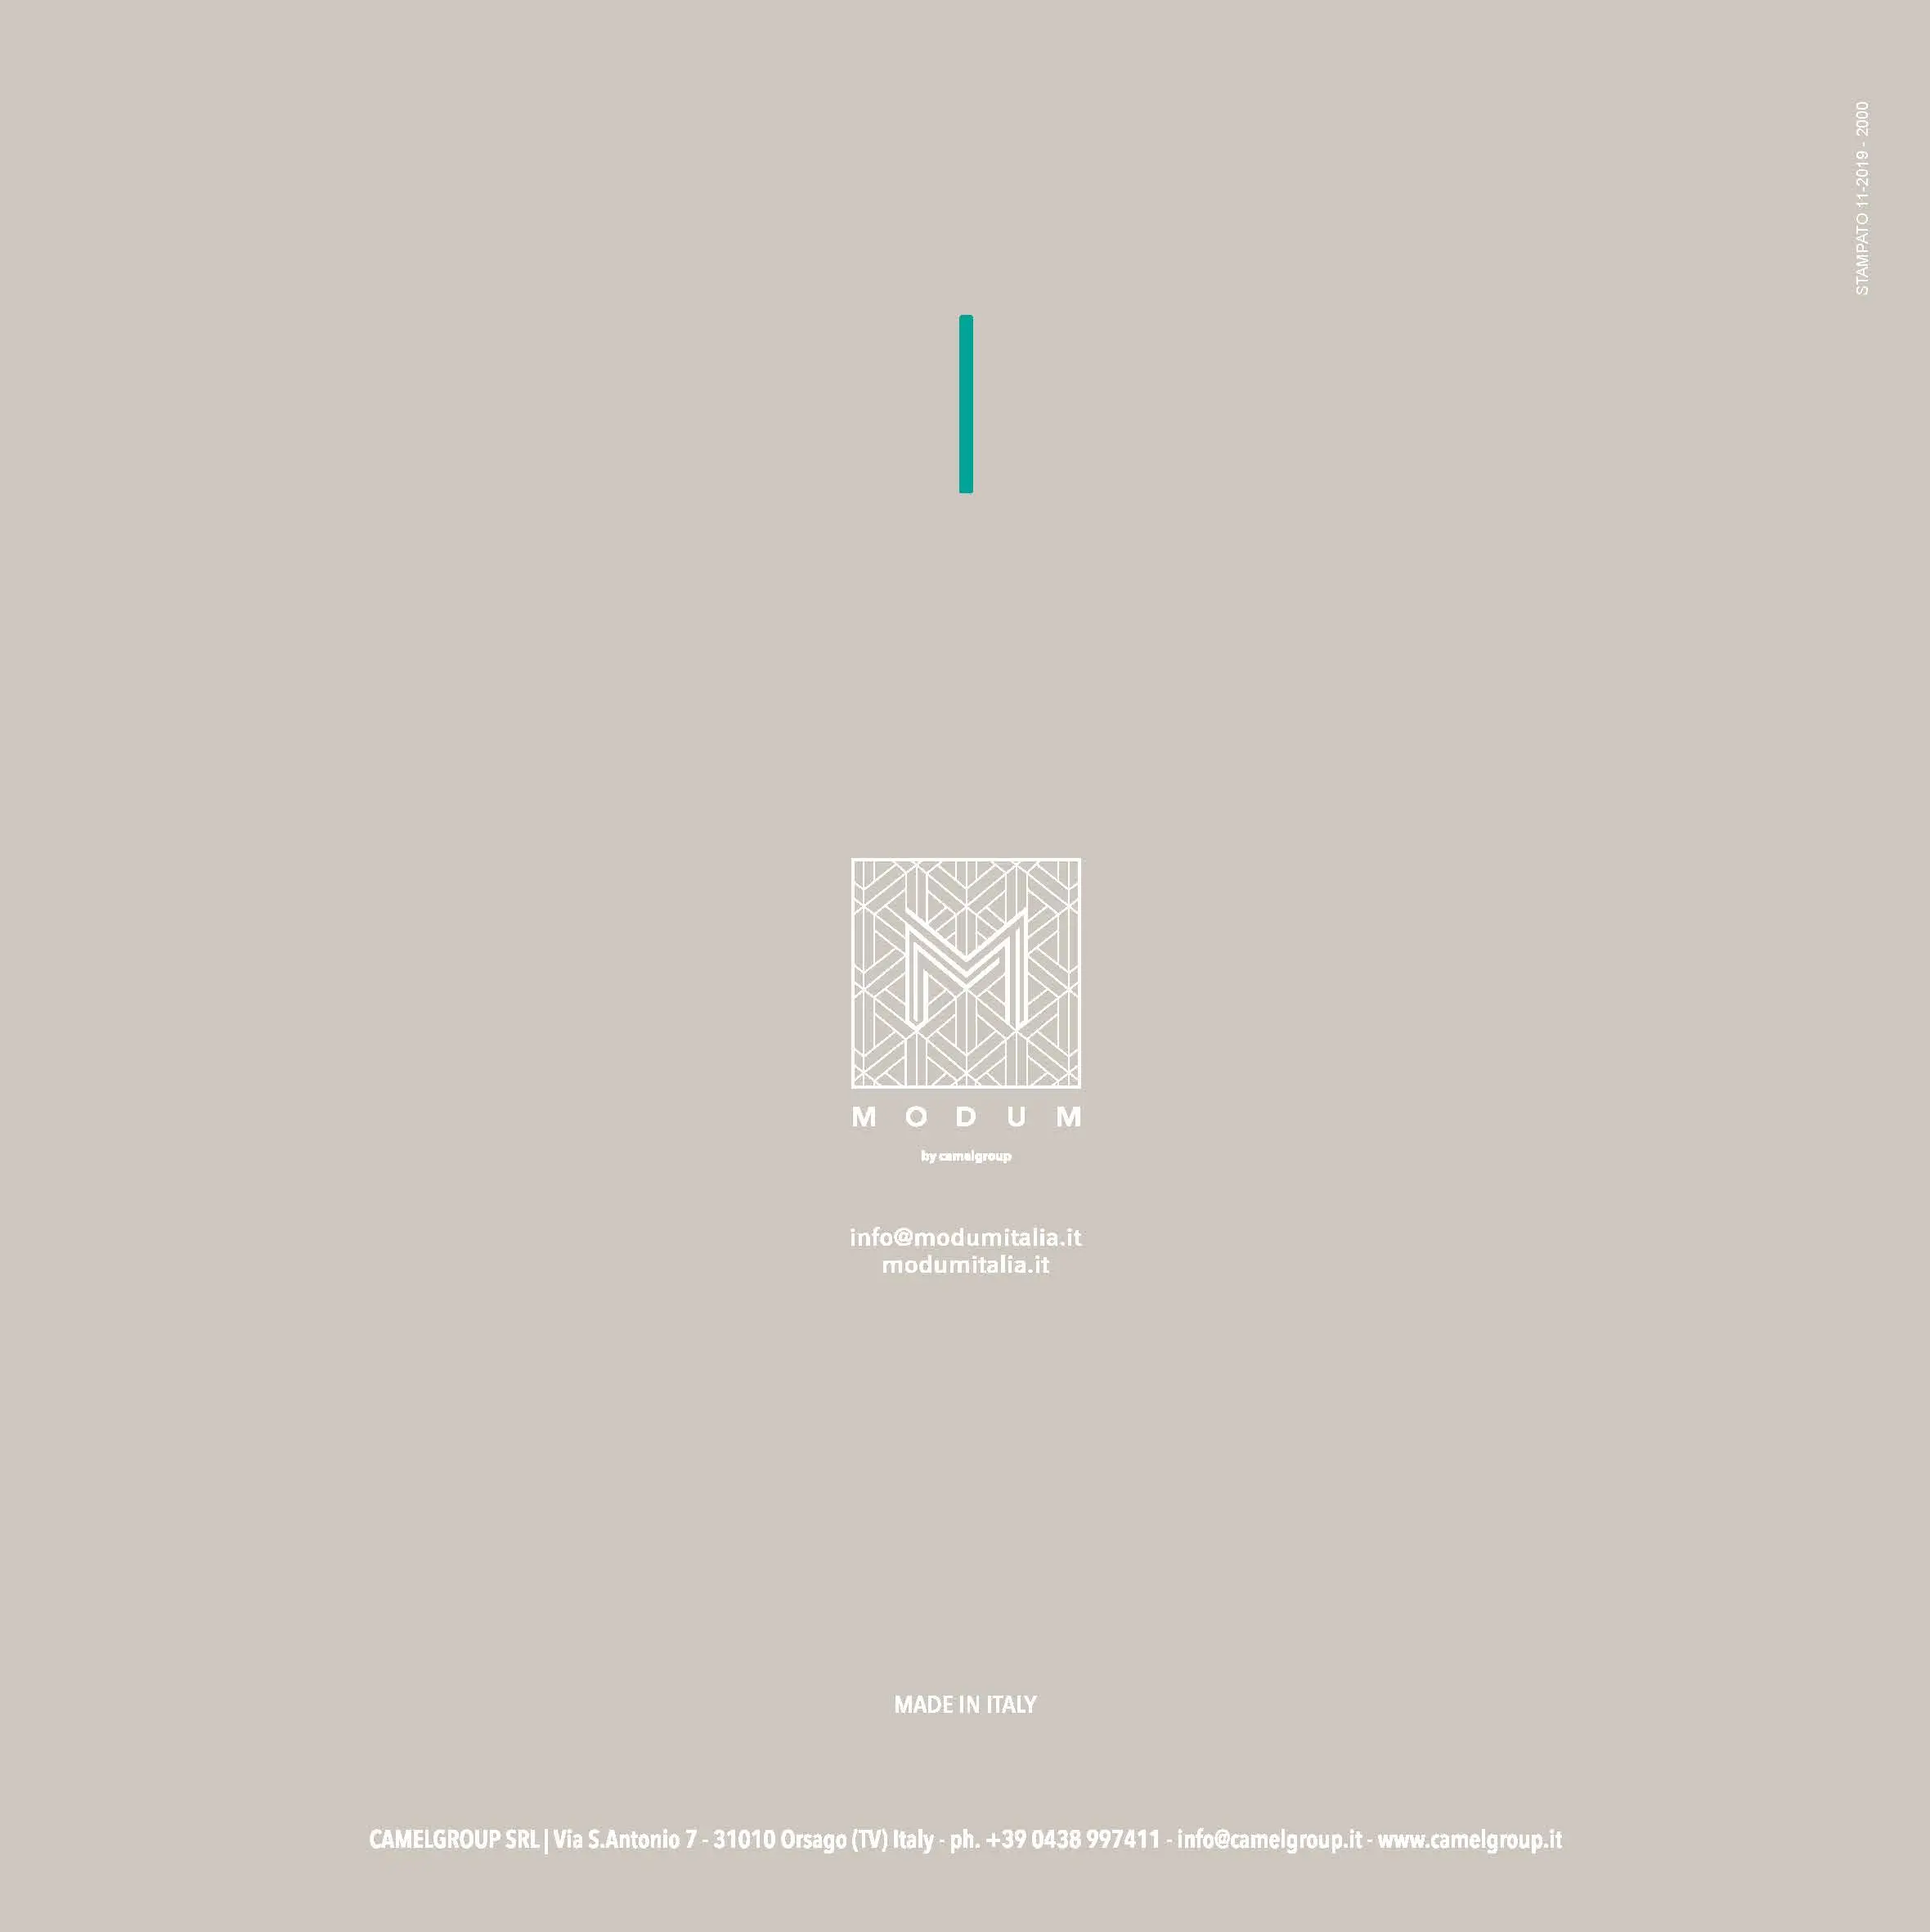 STAMPATO 11-2019 - 2000
M O D U M
by camelgroup
info@modumitalia.it
modumitalia.it
MADE IN ITALY
CAMELGROUP SRL | Via S.Antonio 7 - 31010 Orsago (TV) Italy - ph. +39 0438 997411 - info@camelgroup.it - www.camelgroup.it